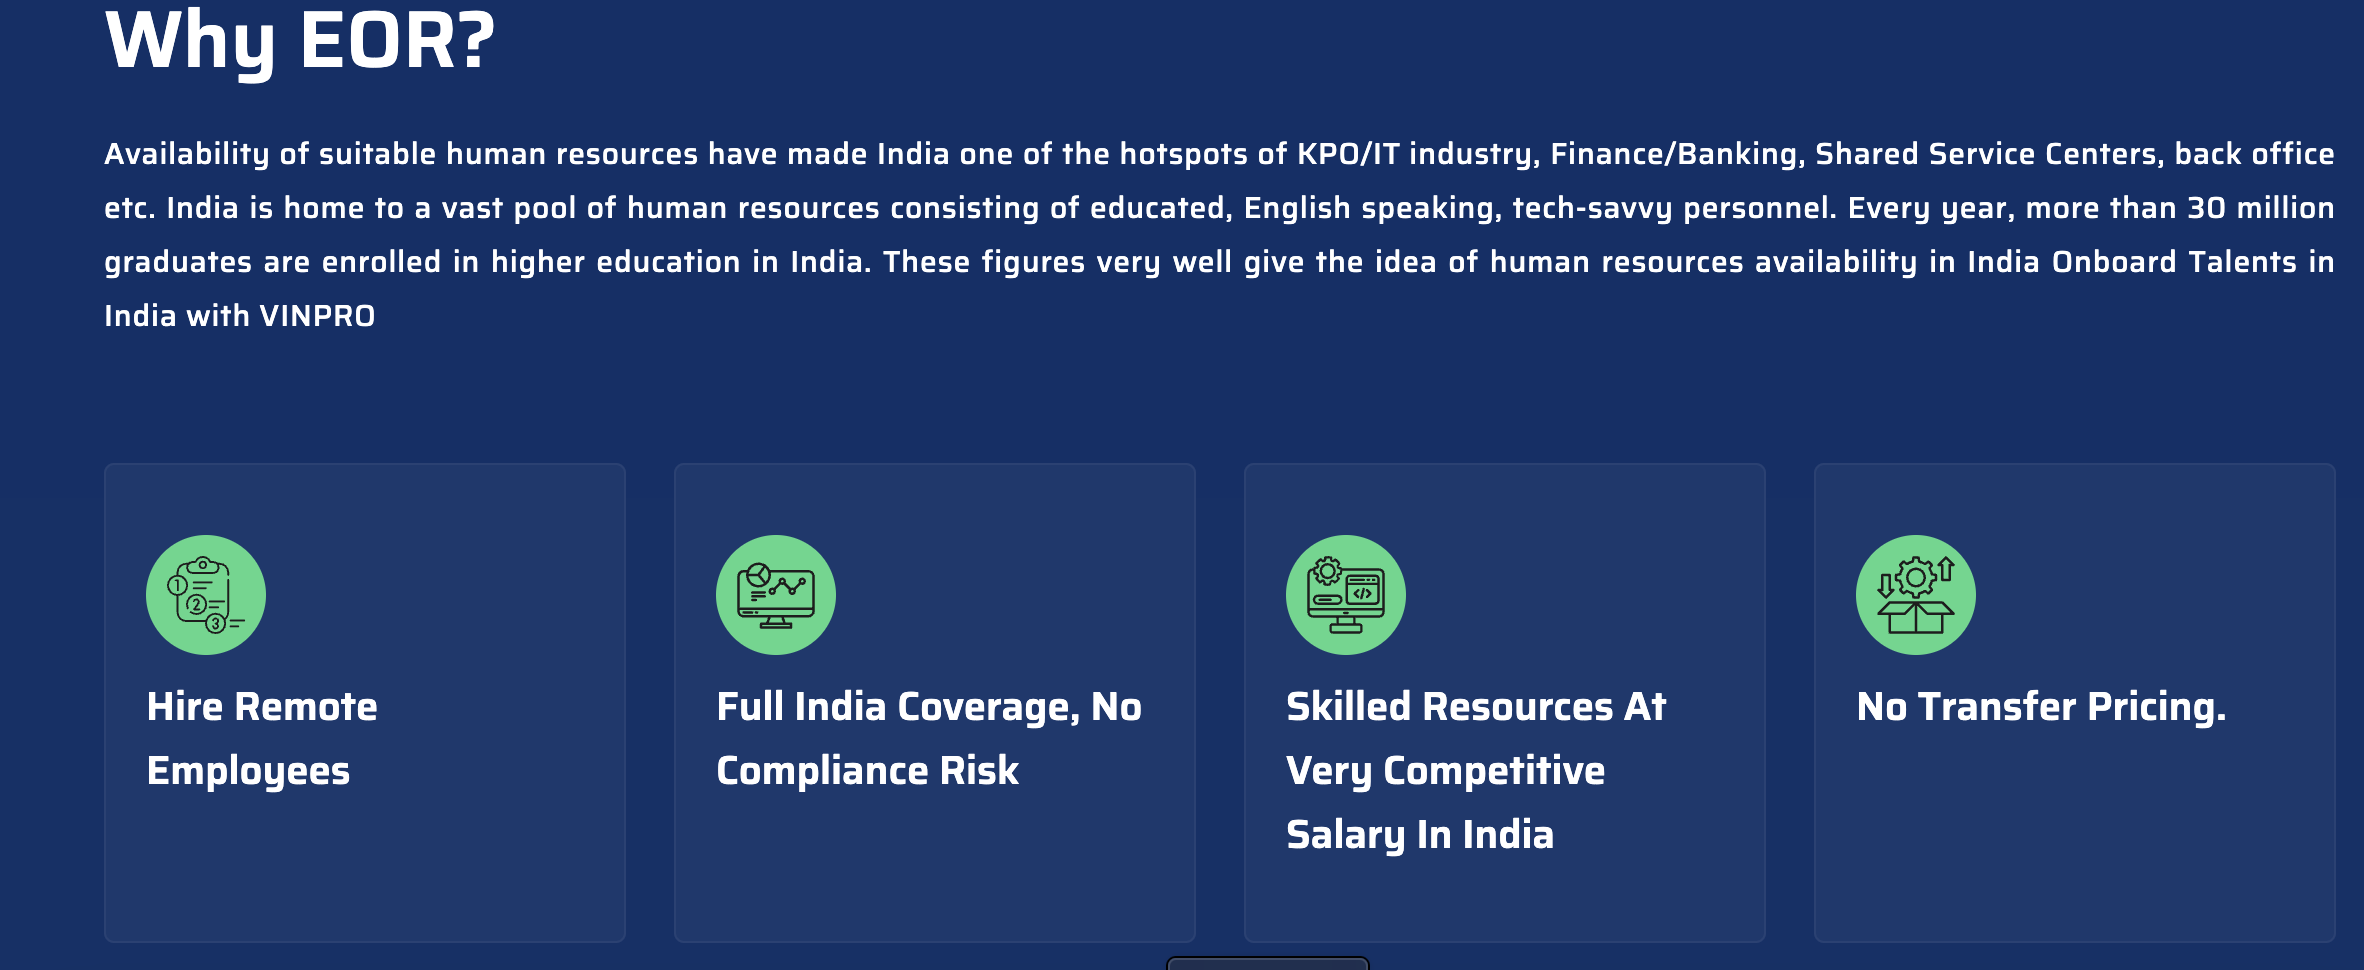 Why EOR?
Availability of suitable human resources have made India one of the hotspots of KPO/IT industry, Finance/Banking, Shared Service Centers, back office
etc. India is home to a vast pool of human resources consisting of educated, English speaking, tech-savvy personnel. Every year, more than 30 million
graduates are enrolled in higher education in India. These figures very well give the idea of human resources availability in India Onboard Talents in
India with VINPRO
1
2
3
Hire Remote
Employees
Full India Coverage, No
Compliance Risk
</>
Skilled Resources At
Very Competitive
Salary In India
No Transfer Pricing.